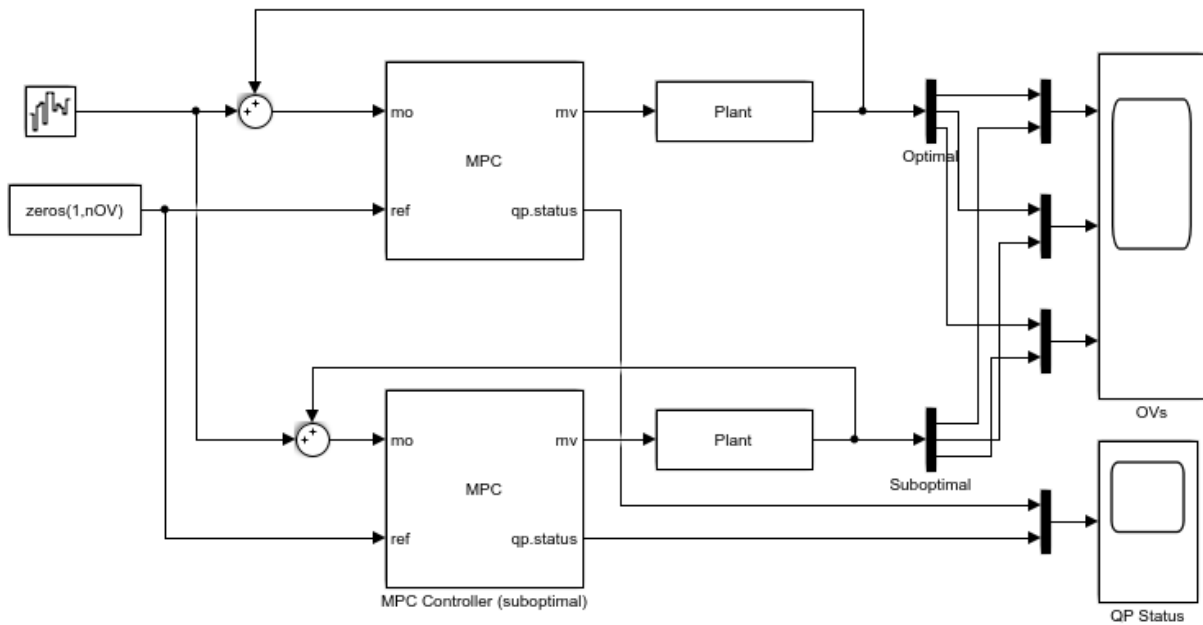 mo
mv
Plant
Optimal
MPC
zeros(1,nOV)
ref
qp.status
OVs
mo
mv
Plant
Suboptimal
MPC
ref
qp.status
MPC Controller (suboptimal)
QP Status